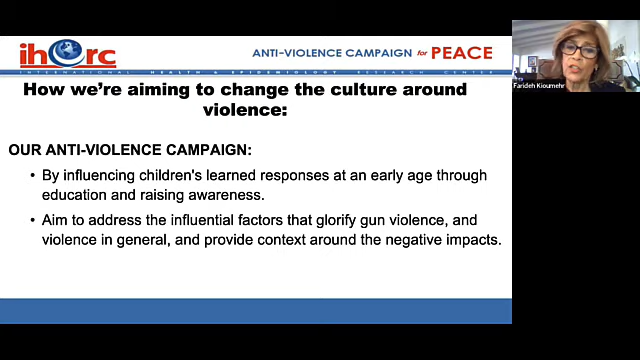 iherc
ANTI-VIOLENCE CAMPAIGN for PEACE
INTERNATIONAL HEALTH & EPIDEMIOLOGY RESEARCH CENTER
How we're aiming to change the culture around
violence:
OUR ANTI-VIOLENCE CAMPAIGN:
• By influencing children's learned responses at an early age through
education and raising awareness.
• Aim to address the influential factors that glorify gun violence, and
violence in general, and provide context around the negative impacts.
Farideh Kioumehr